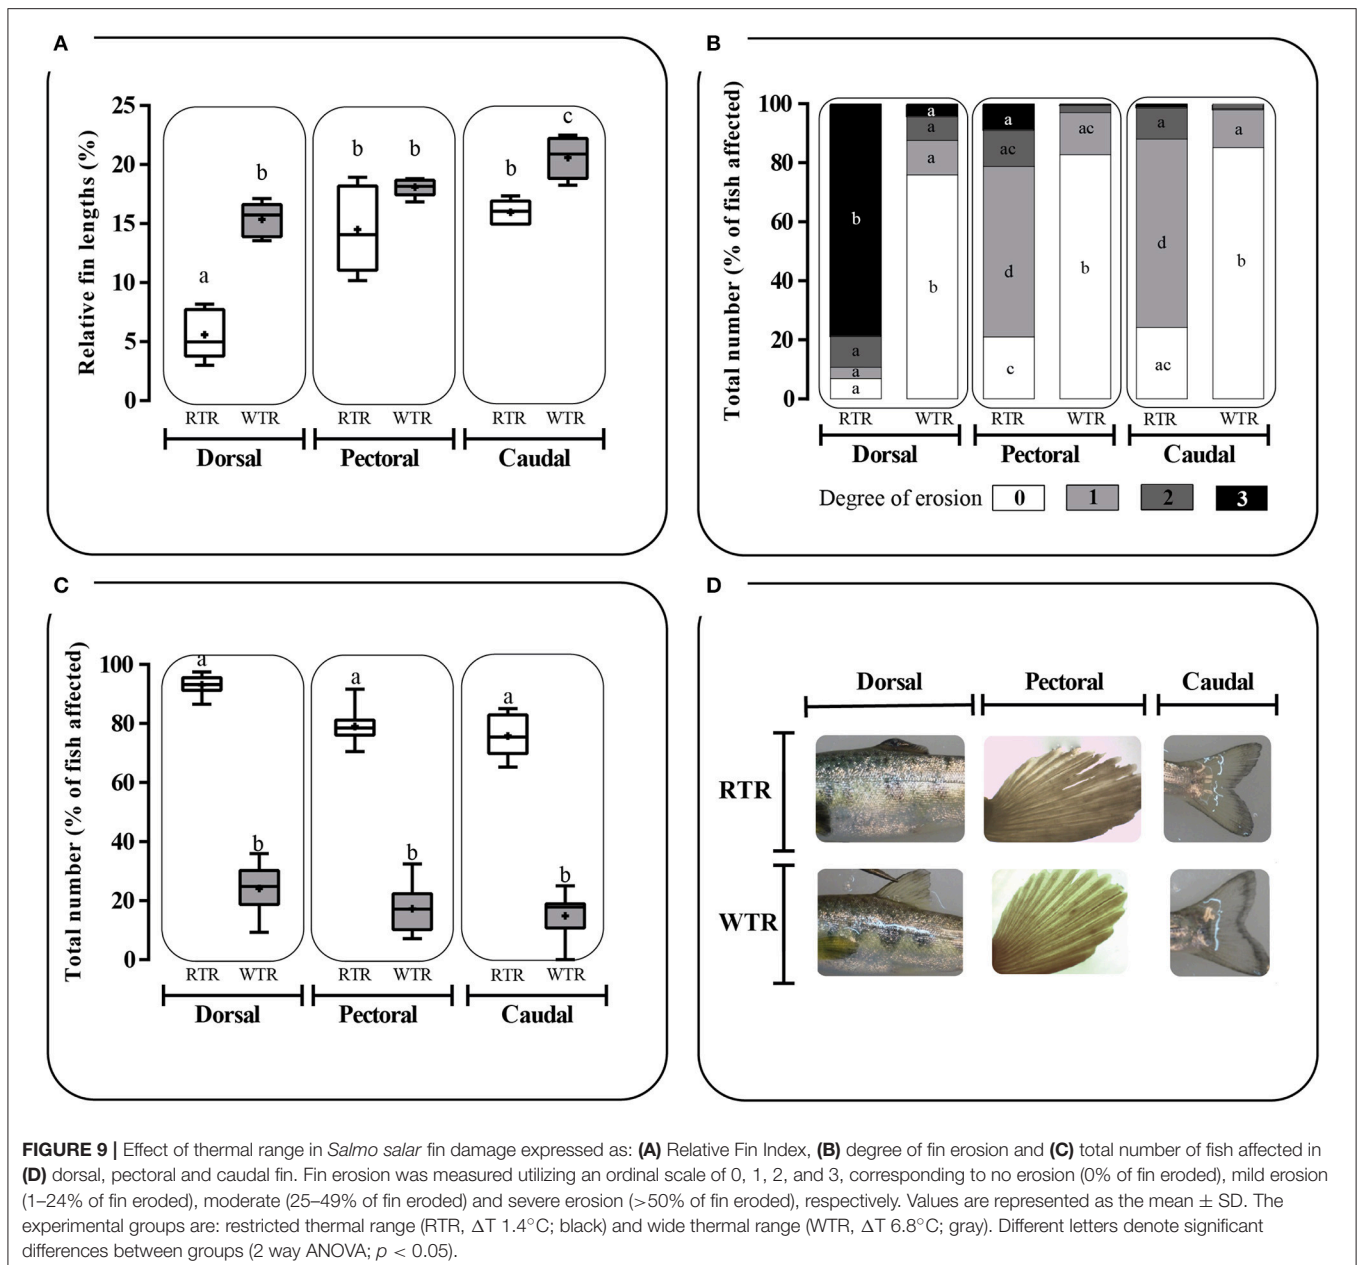 A
Relative fin lengths (%)
25
20
15
10
5
0
a
b
b
b
b
c
RTR WTR RTR WTR RTR WTR
Dorsal Pectoral Caudal
B
Total number (% of fish affected)
100
80
60
40
20
0
b
a
a
a
a
a
a
b
a
ac
d
c
ac
b
a
d
ac
a
b
RTR WTR RTR WTR RTR WTR
Dorsal Pectoral Caudal
Degree of erosion 0 1 2 3
C
Total number (% of fish affected)
100
80
60
40
20
0
a
b
a
b
a
b
RTR WTR RTR WTR RTR WTR
Dorsal Pectoral Caudal
D
Dorsal Pectoral Caudal
RTR
WTR
FIGURE 9 | Effect of thermal range in Salmo salar fin damage expressed as: (A) Relative Fin Index, (B) degree of fin erosion and (C) total number of fish affected in
(D) dorsal, pectoral and caudal fin. Fin erosion was measured utilizing an ordinal scale of 0, 1, 2, and 3, corresponding to no erosion (0% of fin eroded), mild erosion
(1–24% of fin eroded), moderate (25–49% of fin eroded) and severe erosion (>50% of fin eroded), respectively. Values are represented as the mean ± SD. The
experimental groups are: restricted thermal range (RTR, ΔT 1.4°C; black) and wide thermal range (WTR, ΔT 6.8°C; gray). Different letters denote significant
differences between groups (2 way ANOVA; p < 0.05).